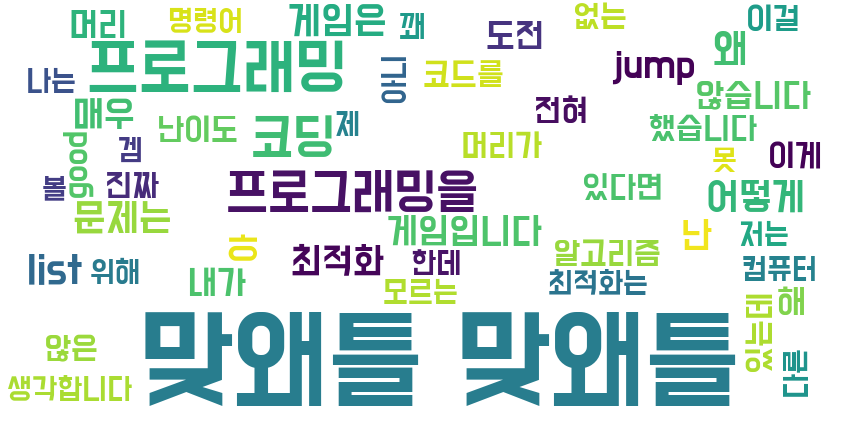 머리 명령어 게임은 꽤 없는 이걸
프로그래밍 도전 왜
나는 웅니 코드를 jump
매우 난이도 제 전혀 않습니다
good 겜 코딩 머리가 했습니다
볼 진짜 프로그래밍을 있다면 못 이게
문제는 게임입니다 난 어떻게
ㅎ 최적화 한데 알고리즘 저는
list 위해 내가 모르는 최적화는 컴퓨터
해
맞왜틀 맞왜틀
않은 굴다
생각합니다